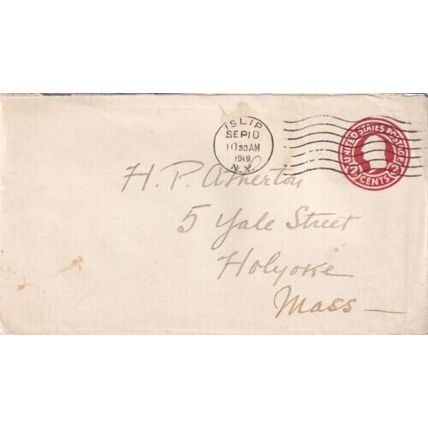 ISLIP
SEP 10
10 30 AM
1919
N.Y.
UNITED STATES POSTAGE
2 CENTS 2
H. P. Atherton
5 Yale Street
Holyoke
Mass —